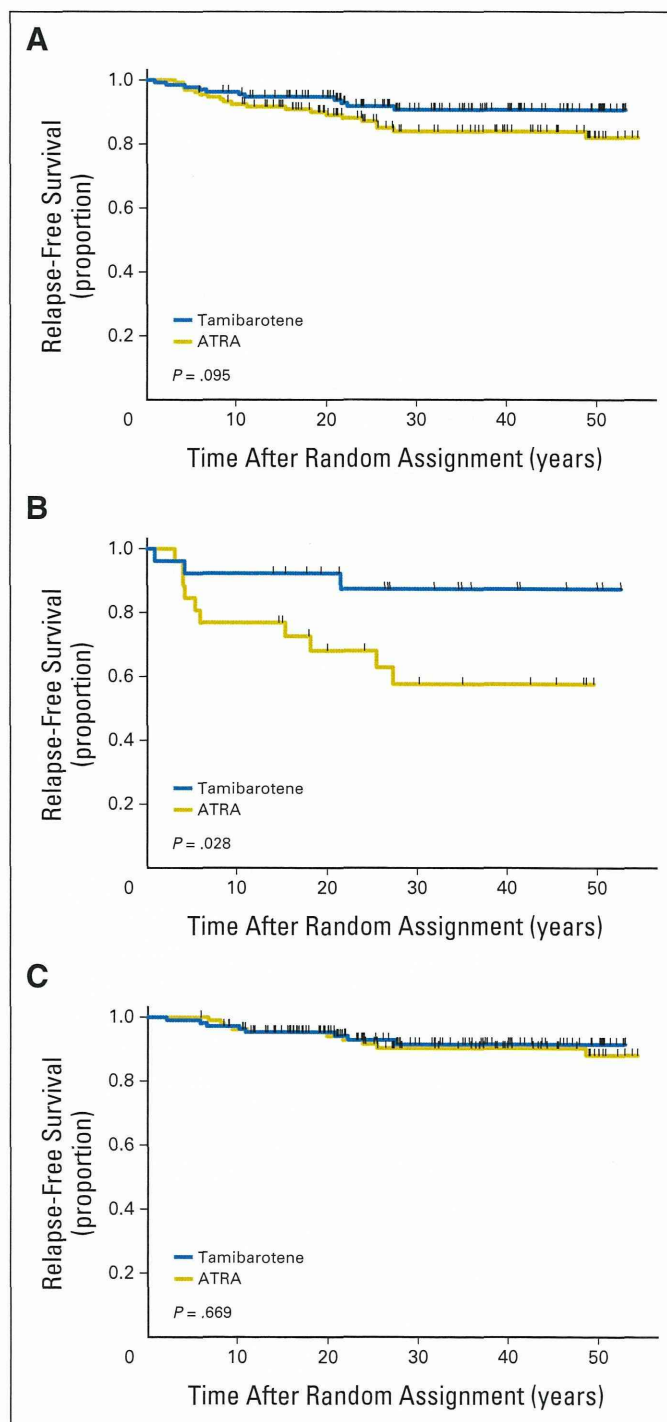 A
Relapse-Free Survival
(proportion)
1.0
0.8
0.6
0.4
0.2
Tamibarotene
ATRA
P = .095
0 10 20 30 40 50
Time After Random Assignment (years)
B
Relapse-Free Survival
(proportion)
1.0
0.8
0.6
0.4
0.2
Tamibarotene
ATRA
P = .028
0 10 20 30 40 50
Time After Random Assignment (years)
C
Relapse-Free Survival
(proportion)
1.0
0.8
0.6
0.4
0.2
Tamibarotene
ATRA
P = .669
0 10 20 30 40 50
Time After Random Assignment (years)